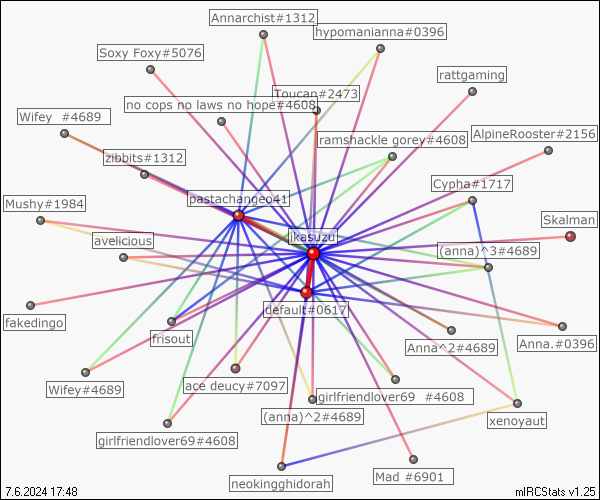 Annarchist#1312
hypomanianna#0396
Soxy Foxy#5076
rattgaming
Toucan#2473
no cops no laws no hope#4608
Wifey #4689
ramshackle gorey#4608
AlpineRooster#2156
zibbits#1312
Cypha#1717
pastachangeo41
Mushy#1984
Skalman
kasuzu
avelicious
(anna)^3#4689
default#0617
fakedingo
frisout
Anna^2#4689
Anna.#0396
Wifey#4689
ace deucy#7097
girlfriendlover69 #4608
(anna)^2#4689
xenoyaut
girlfriendlover69#4608
neokingghidorah
Mad #6901
7.6.2024 17:48
mIRCStats v1.25